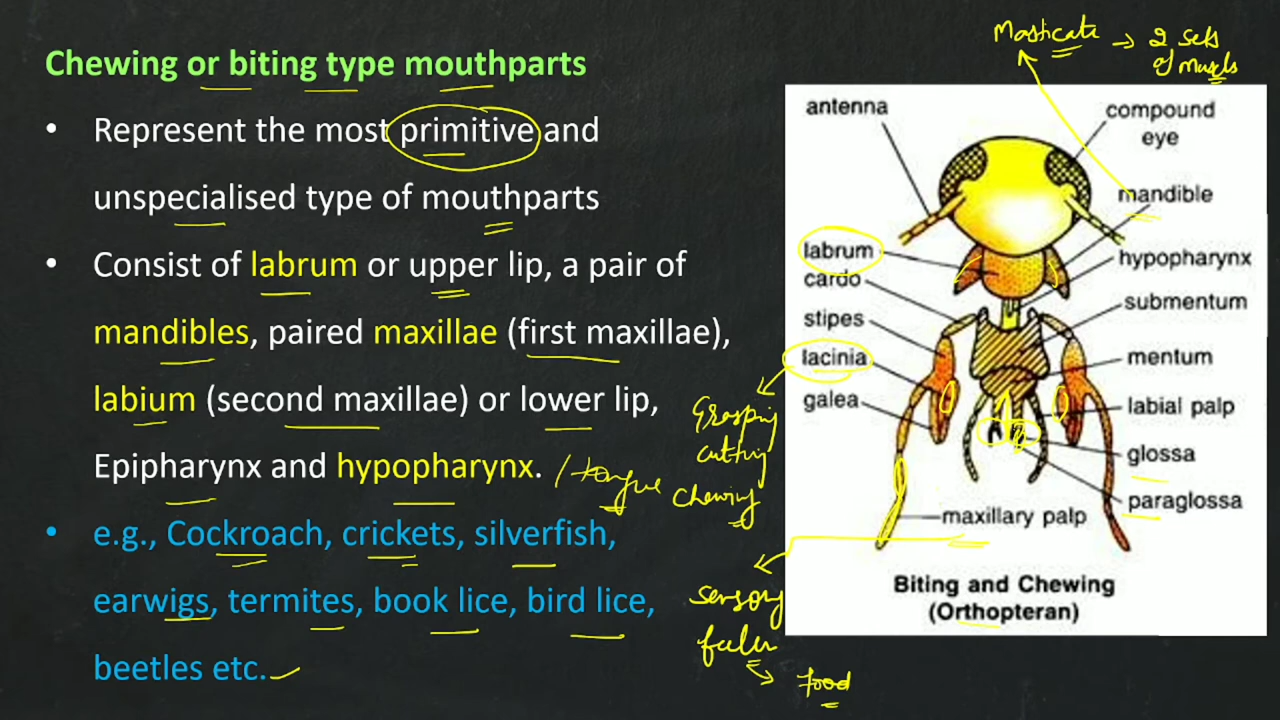 Chewing or biting type mouthparts
• Represent the most primitive and
unspecialised type of mouthparts
• Consist of labrum or upper lip, a pair of
mandibles, paired maxillae (first maxillae),
labium (second maxillae) or lower lip,
Epipharynx and hypopharynx. /tongue
• e.g., Cockroach, crickets, silverfish,
earwigs, termites, book lice, bird lice,
beetles etc.
Masticate → 2 sets
of muscles
antenna
compound
eye
mandible
labrum
hypopharynx
cardo
submentum
stipes
lacinia
mentum
galea
labial palp
glossa
paraglossa
maxillary palp
Biting and Chewing
(Orthopteran)
Grasping
cutting
chewing
sensory
feeler
→ food